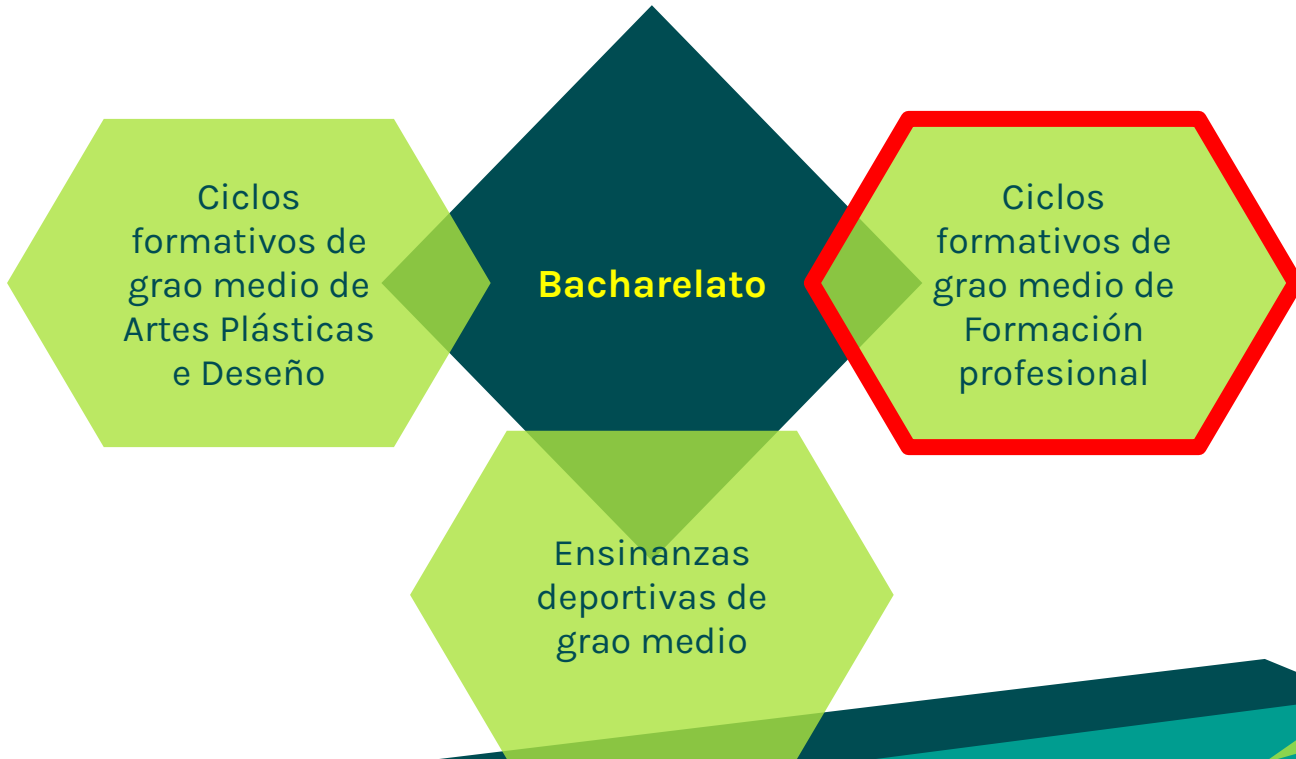 Ciclos
formativos de
grao medio de
Artes Plásticas
e Deseño
Bacharelato
Ciclos
formativos de
grao medio de
Formación
profesional
Ensinanzas
deportivas de
grao medio